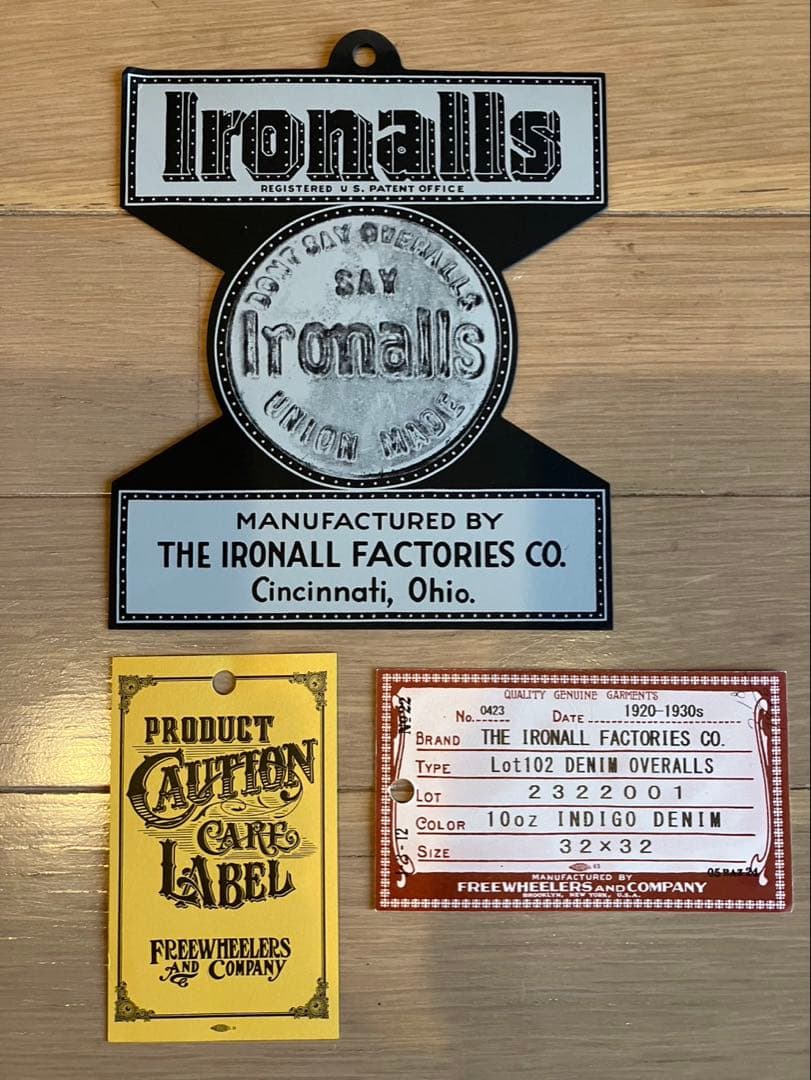 Ironalls
REGISTERED U.S. PATENT OFFICE
DON'T SAY OVERALLS
SAY
Ironalls
UNION MADE
MANUFACTURED BY
THE IRONALL FACTORIES CO.
Cincinnati, Ohio.
PRODUCT
CAUTION
CARE
LABEL
FREEWHEELERS
AND COMPANY
QUALITY GENUINE GARMENTS
No. 0423 DATE 1920-1930s
BRAND THE IRONALL FACTORIES CO.
TYPE Lot102 DENIM OVERALLS
LOT 2322001
COLOR 10oz INDIGO DENIM
SIZE 32×32
MANUFACTURED BY
FREEWHEELERS AND COMPANY
BROOKLYN, NEW YORK, U.S.A.